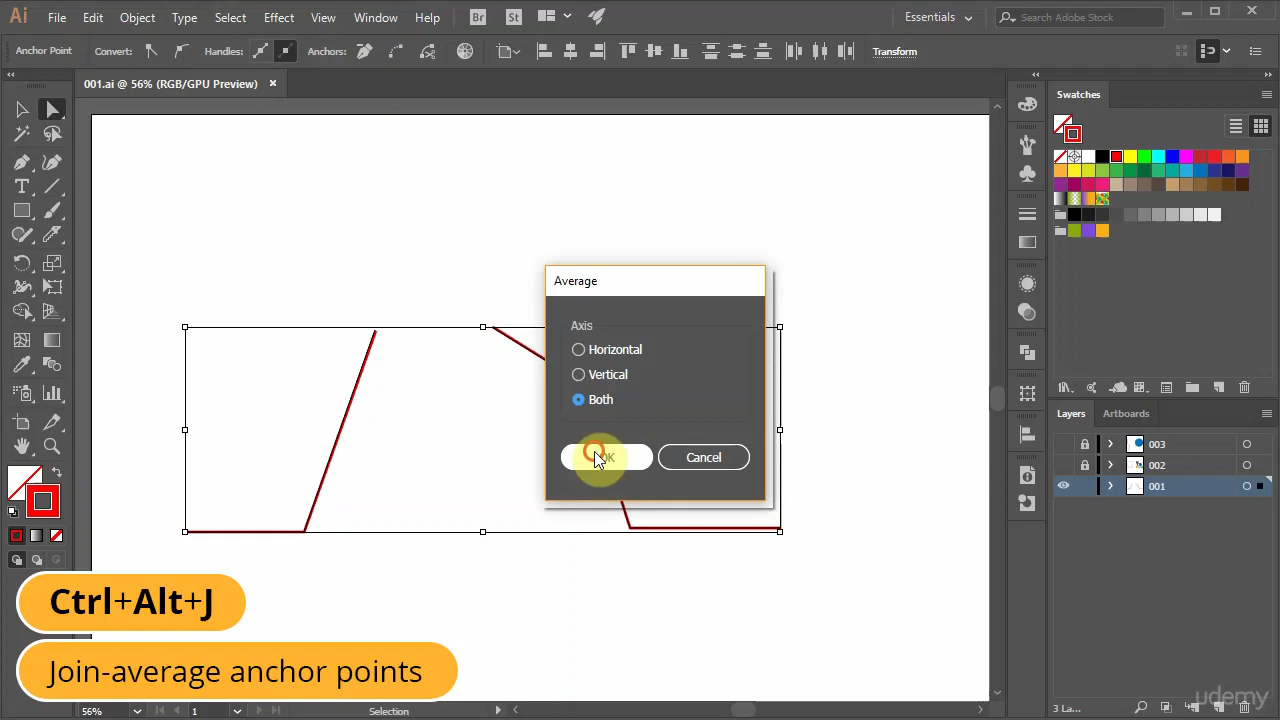 Ai File Edit Object Type Select Effect View Window Help Br St Essentials Search Adobe Stock
Anchor Point Convert: Handles: Anchors: Transform
001.ai @ 56% (RGB/GPU Preview) ×
Swatches
Average
Axis
Horizontal
Vertical
Both
OK Cancel
Layers Artboards
003
002
001
Ctrl+Alt+J
Join-average anchor points
56% 1 Selection
3 La...
udemy